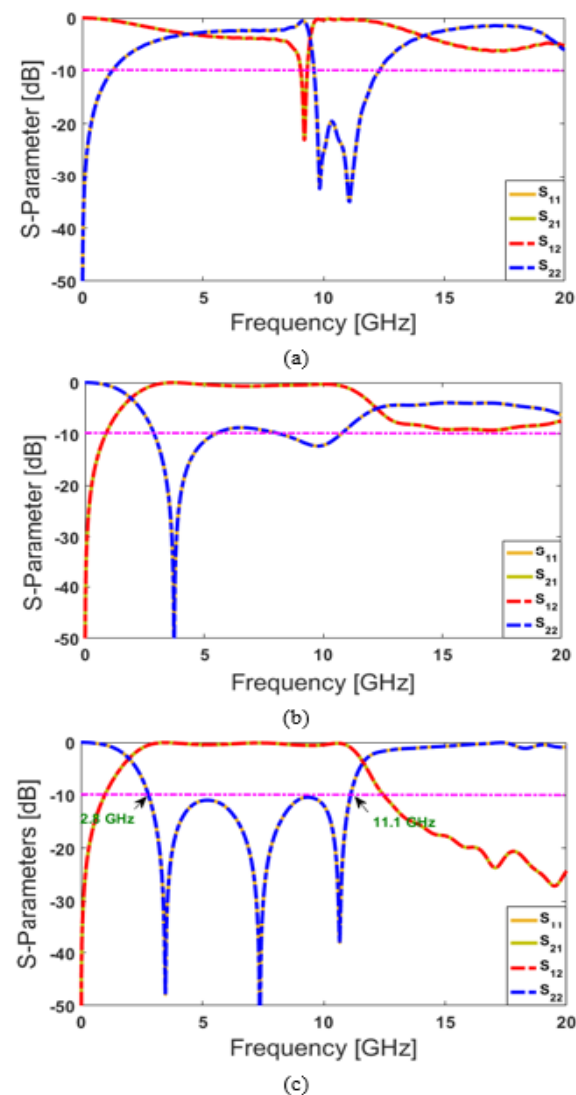 0
-10
-20
-30
-40
-50
S-Parameter [dB]
S11
S21
S12
S22
0 5 10 15 20
Frequency [GHz]
(a)
0
-10
-20
-30
-40
-50
S-Parameter [dB]
S11
S21
S12
S22
0 5 10 15 20
Frequency [GHz]
(b)
0
-10
-20
-30
-40
-50
S-Parameters [dB]
2.8 GHz
11.1 GHz
S11
S21
S12
S22
0 5 10 15 20
Frequency [GHz]
(c)